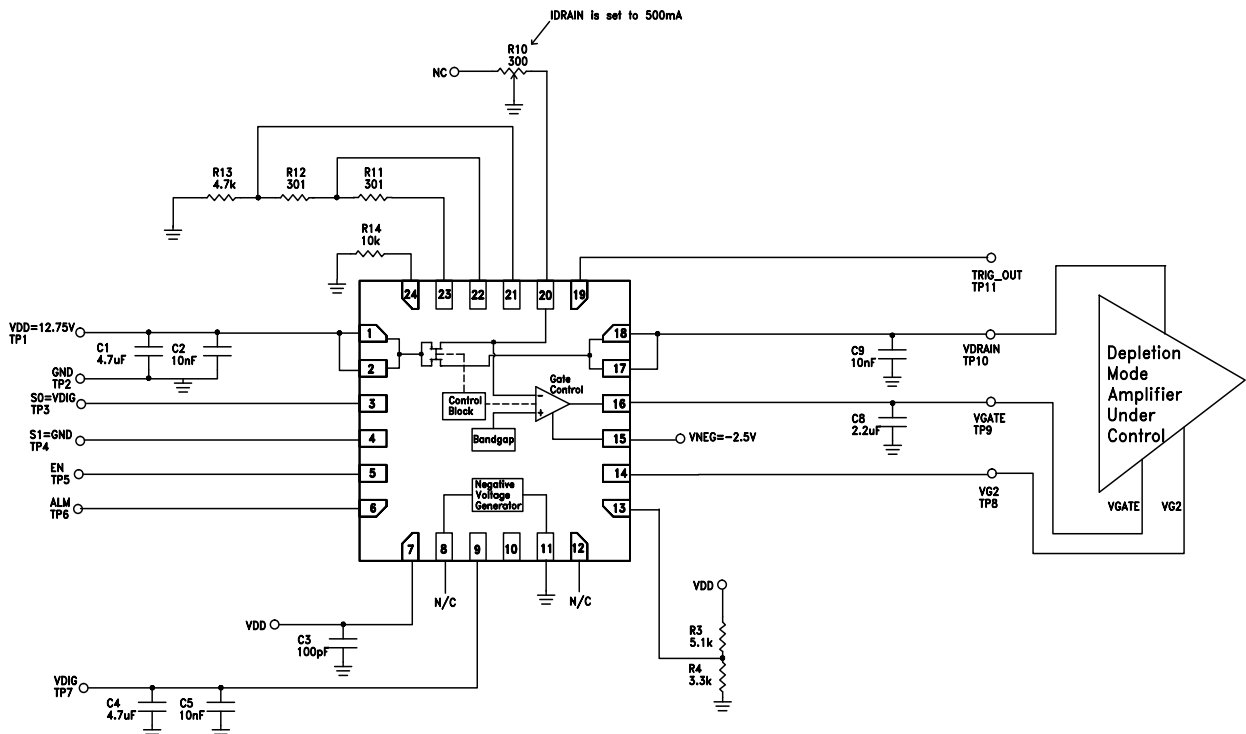 IDRAIN is set to 500mA
R10
300
NC
R13
4.7k
R12
301
R11
301
R14
10k
24
23
22
21
20
19
TRIG_OUT
TP11
VDD=12.75V
TP1
C1
4.7uF
C2
10nF
GND
TP2
S0=VDIG
TP3
S1=GND
TP4
EN
TP5
ALM
TP6
1
2
3
4
5
6
18
17
16
15
14
13
Gate
Control
Control
Block
Bandgap
Negative
Voltage
Generator
VDRAIN
TP10
C9
10nF
VGATE
TP9
C8
2.2uF
VNEG=-2.5V
VG2
TP8
Depletion
Mode
Amplifier
Under
Control
VGATE
VG2
7
8
9
10
11
12
N/C
N/C
VDD
C3
100pF
VDD
R3
5.1k
R4
3.3k
VDIG
TP7
C4
4.7uF
C5
10nF